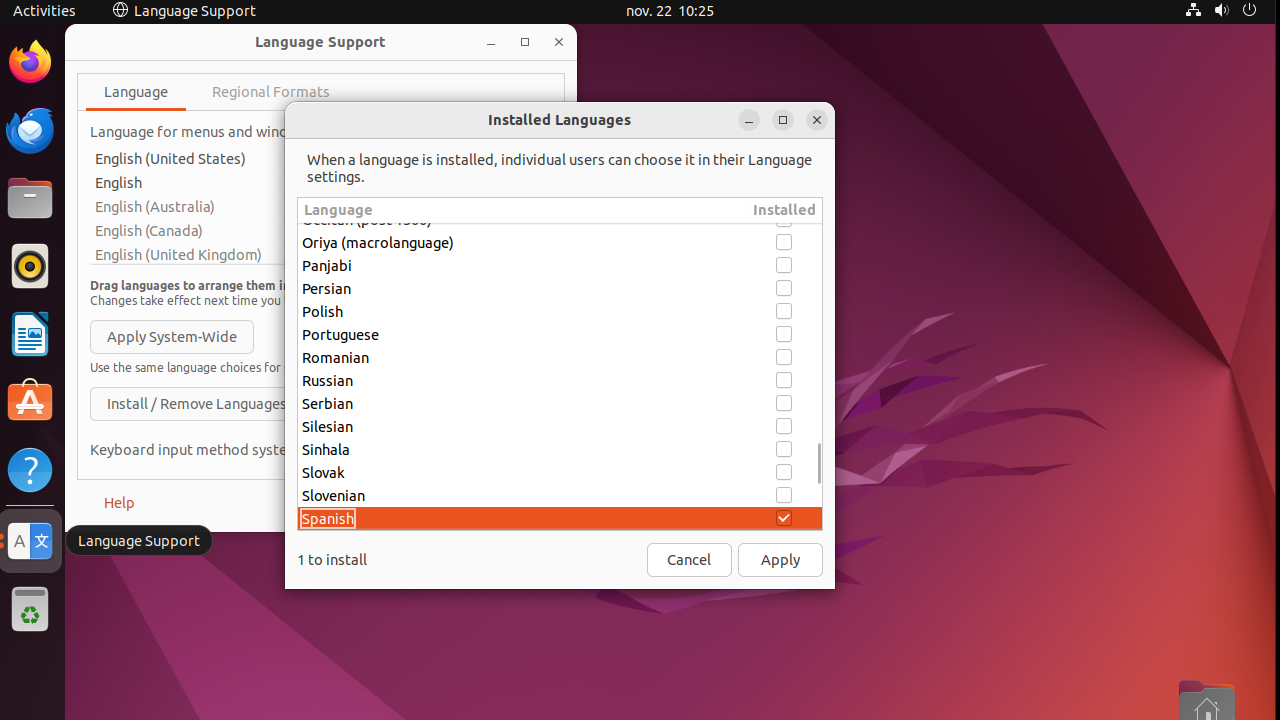 Activities
Language Support
nov. 22 10:25
Language Support
Language
Regional Formats
Language for menus and
English (United States)
English
English (Australia)
English (Canada)
English (United Kingdom)
Drag languages to arrange them
Changes take effect next time you
Apply System-Wide
Use the same language choices for
Install / Remove Languages
Keyboard input method
Help
Language Support
Installed Languages
When a language is installed, individual users can choose it in their Language
settings.
Language
Installed
Oriya (macrolanguage)
Panjabi
Persian
Polish
Portuguese
Romanian
Russian
Serbian
Silesian
Sinhala
Slovak
Slovenian
Spanish
1 to install
Cancel
Apply